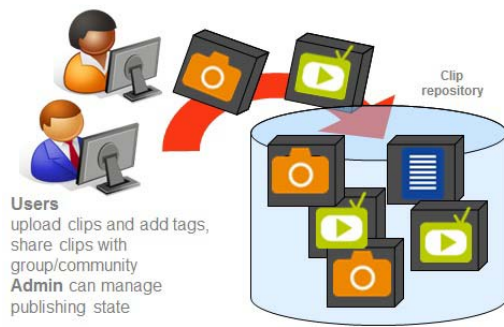 Clip
repository
Users
upload clips and add tags,
share clips with
group/community
Admin can manage
publishing state